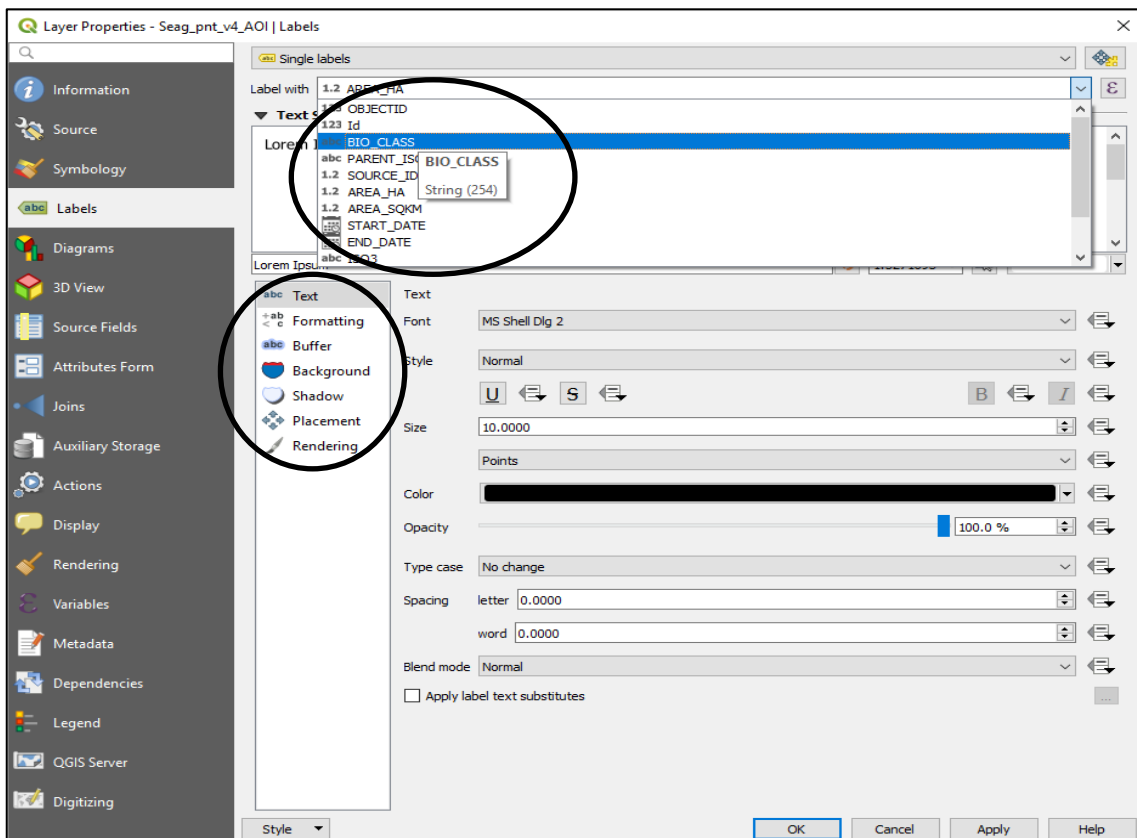 Layer Properties - Seag_pnt_v4_AOI | Labels
Information
Source
Symbology
abc Labels
Diagrams
3D View
Source Fields
Attributes Form
Joins
Auxiliary Storage
Actions
Display
Rendering
Variables
Metadata
Dependencies
Legend
QGIS Server
Digitizing
abc Single labels
Label with 1.2 AREA_HA ε
Text S
123 OBJECTID
123 Id
Lorem I
BIO_CLASS
abc PARENT_ISO
BIO_CLASS
String (254)
1.2 SOURCE_ID
1.2 AREA_HA
1.2 AREA_SQKM
START_DATE
END_DATE
abc ISO3
Lorem Ipsum
abc Text
Formatting
abc Buffer
Background
Shadow
Placement
Rendering
Text
Font MS Shell Dlg 2
Style Normal
U S B I
Size 10.0000
Points
Color
Opacity 100.0 %
Type case No change
Spacing letter 0.0000
word 0.0000
Blend mode Normal
Apply label text substitutes
...
Style OK Cancel Apply Help